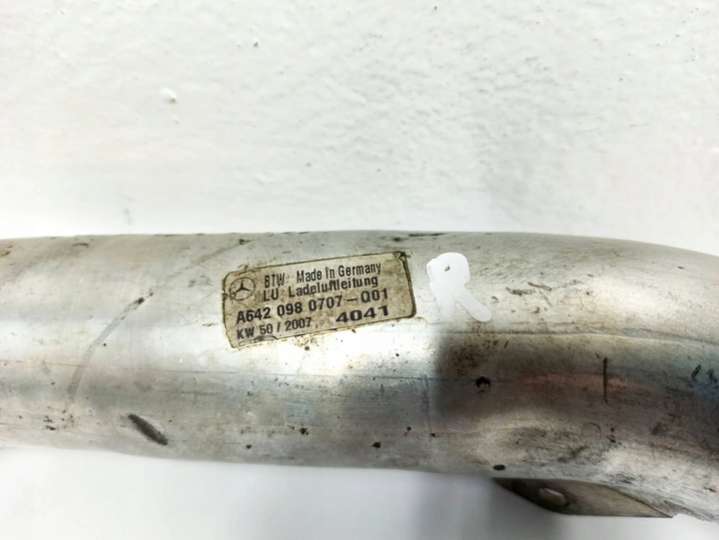 BTW Made In Germany
LU Ladeluftleitung
A642 098 0707-001
KW 50 / 2007 4041
R